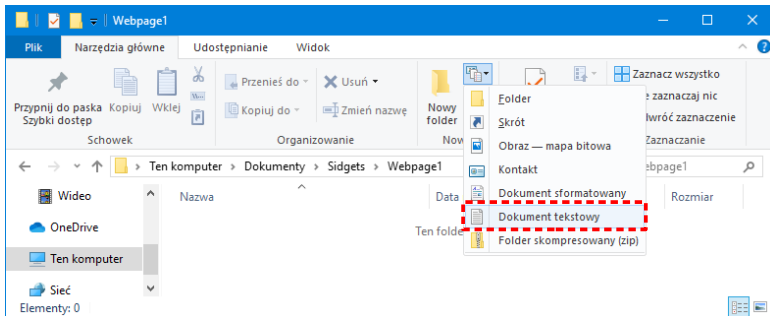 Webpage1
Plik Narzędzia główne Udostępnianie Widok
Przypnij do paska Szybki dostęp
Kopiuj
Wklej
Schowek
Przenieś do
Kopiuj do
Usuń
Zmień nazwę
Organizowanie
Nowy folder
Now
Zaznacz wszystko
e zaznaczaj nic
dwróć zaznaczenie
Zaznaczanie
Folder
Skrót
Obraz — mapa bitowa
Kontakt
Dokument sformatowany
Dokument tekstowy
Folder skompresowany (zip)
Ten komputer > Dokumenty > Sidgets > Webpage1
ebpage1
Nazwa
Data
Rozmiar
Wideo
OneDrive
Ten komputer
Sieć
Ten folde
Elementy: 0